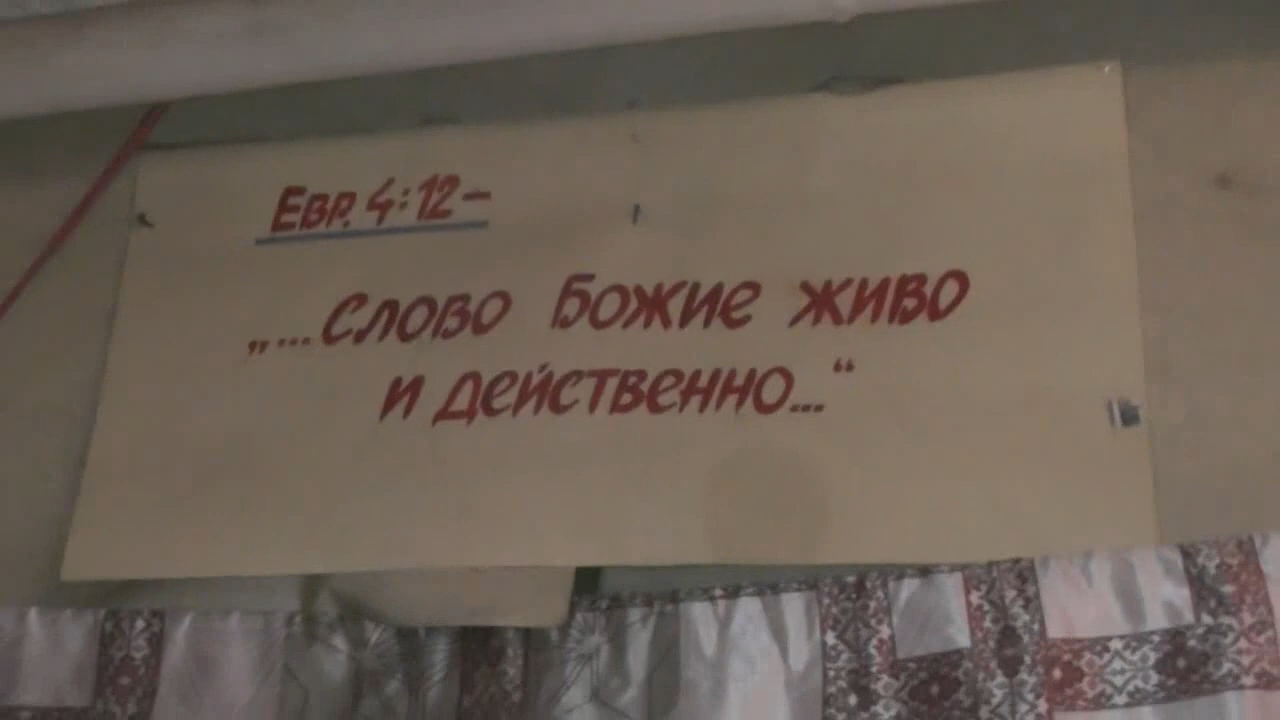 Евр. 4:12–
„...Слово Божие живо
и действенно...“